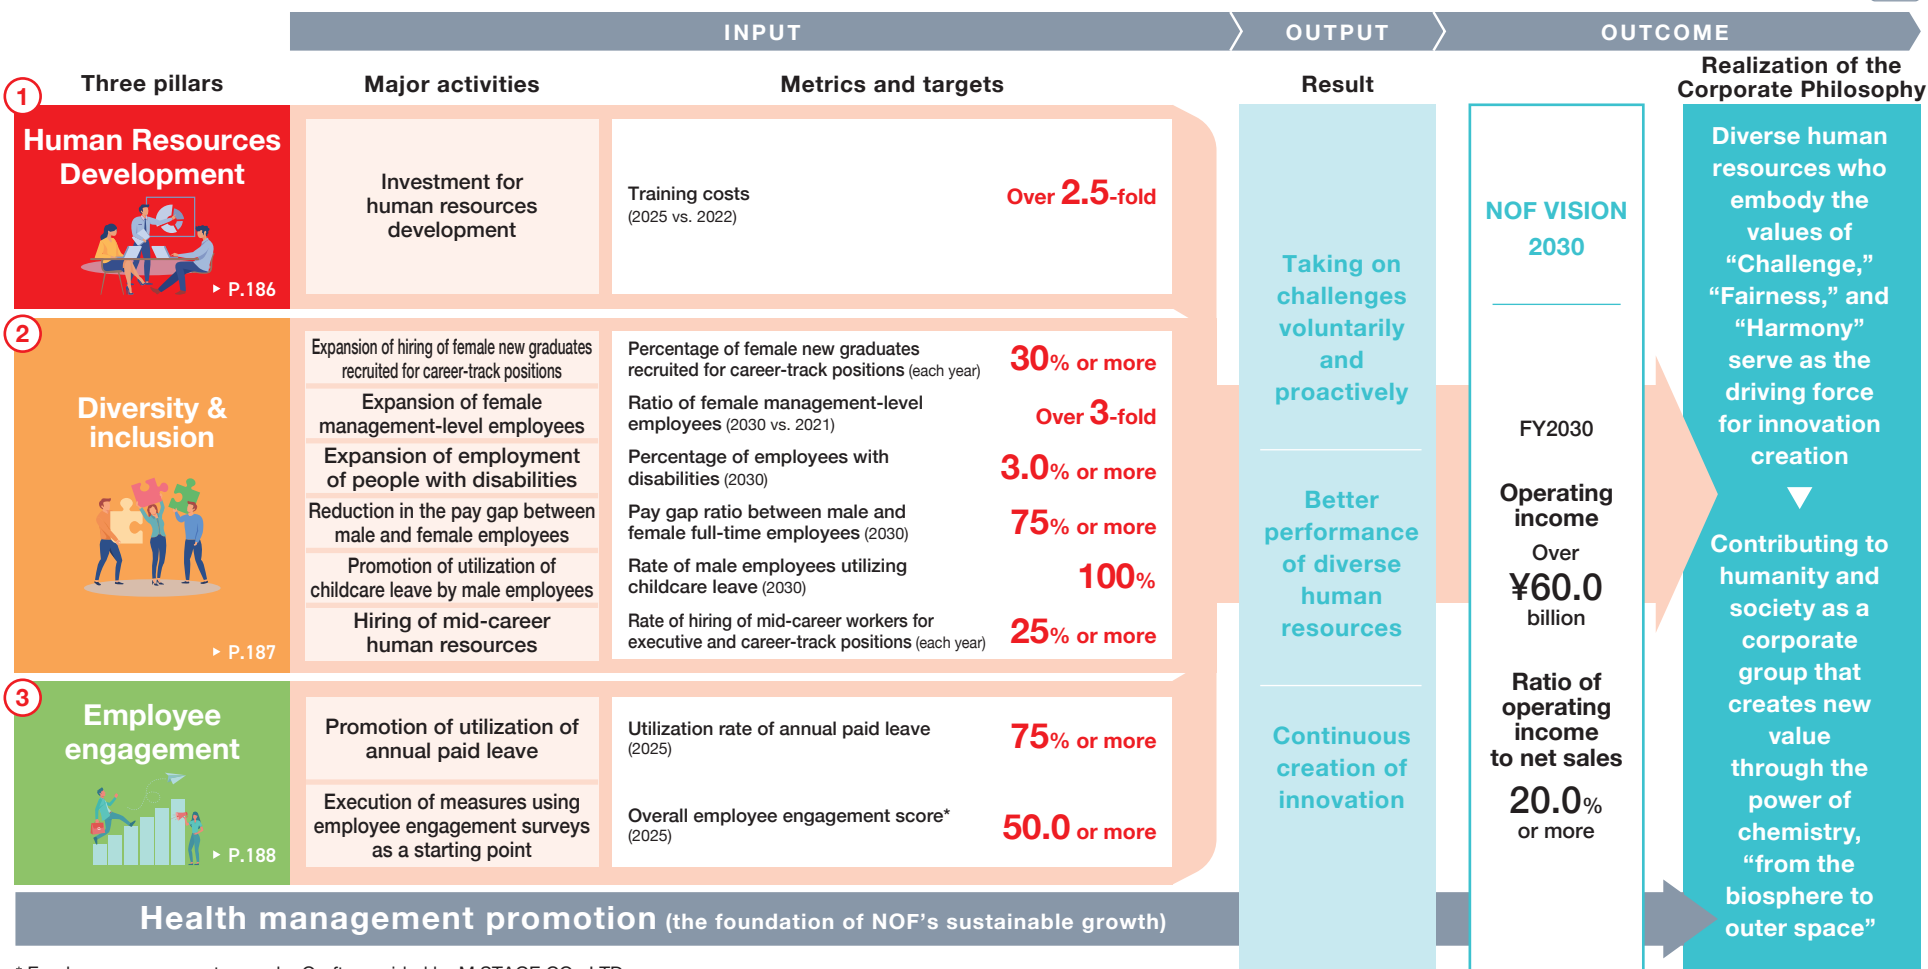 INPUT
OUTPUT
OUTCOME
Three pillars
Major activities
Metrics and targets
Result
Realization of the
Corporate Philosophy
1
Human Resources
Development
▶ P.186
Investment for
human resources
development
Training costs
(2025 vs. 2022)
Over 2.5-fold
2
Diversity &
inclusion
▶ P.187
Expansion of hiring of female new graduates
recruited for career-track positions
Percentage of female new graduates
recruited for career-track positions (each year)
30% or more
Expansion of female
management-level employees
Ratio of female management-level
employees (2030 vs. 2021)
Over 3-fold
Expansion of employment
of people with disabilities
Percentage of employees with
disabilities (2030)
3.0% or more
Reduction in the pay gap between
male and female employees
Pay gap ratio between male and
female full-time employees (2030)
75% or more
Promotion of utilization of
childcare leave by male employees
Rate of male employees utilizing
childcare leave (2030)
100%
Hiring of mid-career
human resources
Rate of hiring of mid-career workers for
executive and career-track positions (each year)
25% or more
3
Employee
engagement
▶ P.188
Promotion of utilization of
annual paid leave
Utilization rate of annual paid leave
(2025)
75% or more
Execution of measures using
employee engagement surveys
as a starting point
Overall employee engagement score*
(2025)
50.0 or more
Taking on
challenges
voluntarily
and
proactively
Better
performance
of diverse
human
resources
Continuous
creation of
innovation
NOF VISION
2030
FY2030
Operating
income
Over
¥60.0
billion
Ratio of
operating
income
to net sales
20.0%
or more
Diverse human
resources who
embody the
values of
“Challenge,”
“Fairness,” and
“Harmony”
serve as the
driving force
for innovation
creation
▼
Contributing to
humanity and
society as a
corporate
group that
creates new
value
through the
power of
chemistry,
“from the
biosphere to
outer space”
Health management promotion (the foundation of NOF’s sustainable growth)